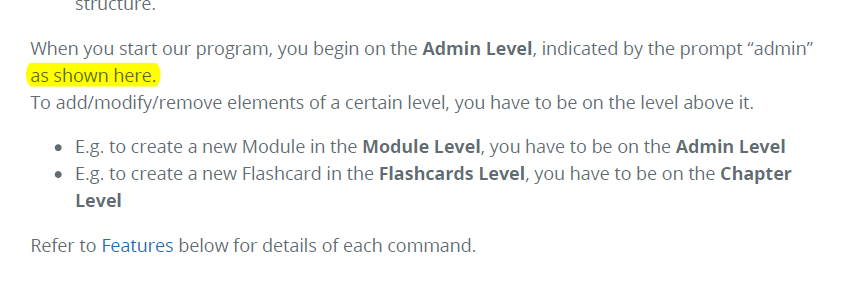 structure.
When you start our program, you begin on the Admin Level, indicated by the prompt “admin”
as shown here.
To add/modify/remove elements of a certain level, you have to be on the level above it.
• E.g. to create a new Module in the Module Level, you have to be on the Admin Level
• E.g. to create a new Flashcard in the Flashcards Level, you have to be on the Chapter
Level
Refer to Features below for details of each command.